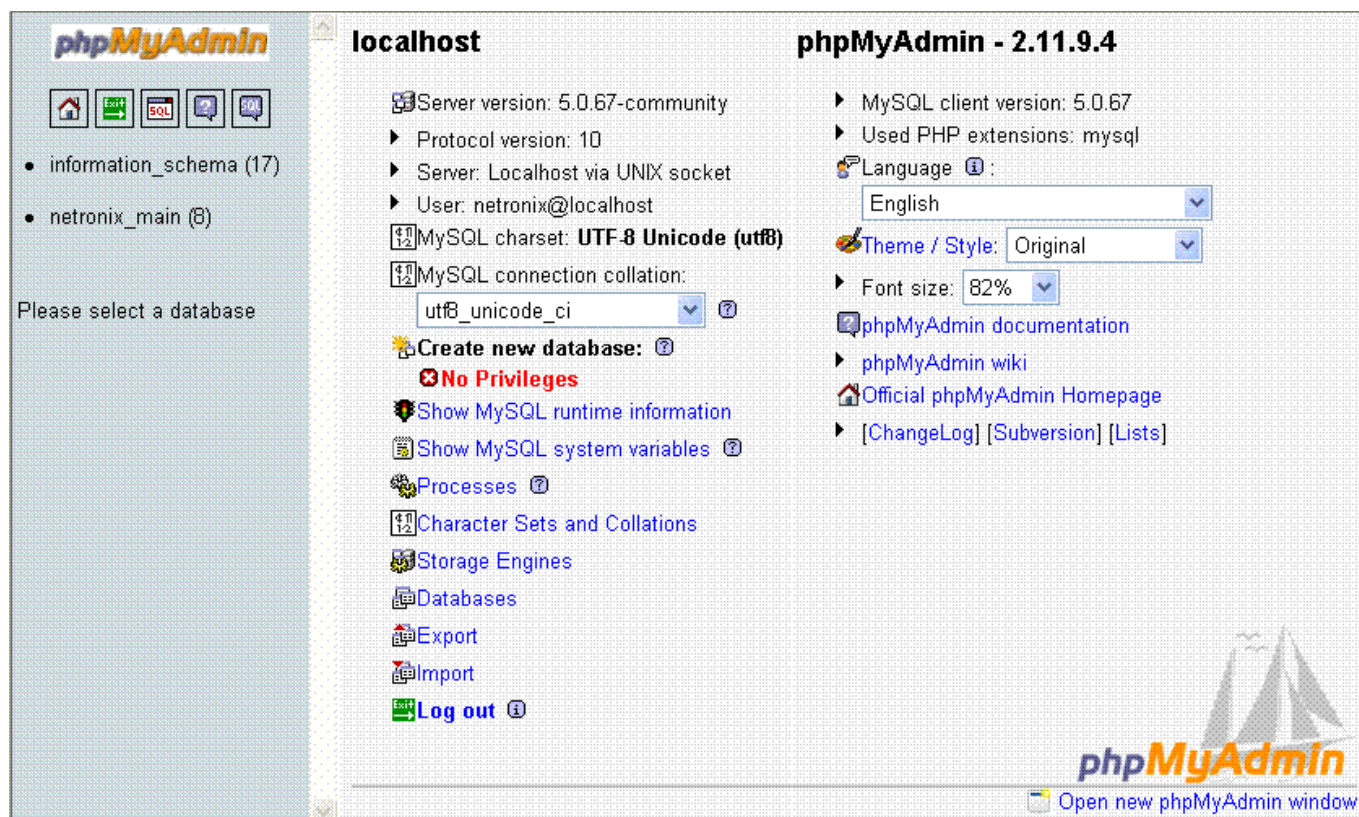 phpMyAdmin
Exit
SQL
SQL
information_schema (17)
netronix_main (8)
Please select a database
localhost
Server version: 5.0.67-community
Protocol version: 10
Server: Localhost via UNIX socket
User: netronix@localhost
MySQL charset: UTF-8 Unicode (utf8)
MySQL connection collation:
utf8_unicode_ci
Create new database:
No Privileges
Show MySQL runtime information
Show MySQL system variables
Processes
Character Sets and Collations
Storage Engines
Databases
Export
Import
Exit
Log out
phpMyAdmin - 2.11.9.4
MySQL client version: 5.0.67
Used PHP extensions: mysql
Language :
English
Theme / Style: Original
Font size: 82%
phpMyAdmin documentation
phpMyAdmin wiki
Official phpMyAdmin Homepage
[ChangeLog] [Subversion] [Lists]
phpMyAdmin
Open new phpMyAdmin window